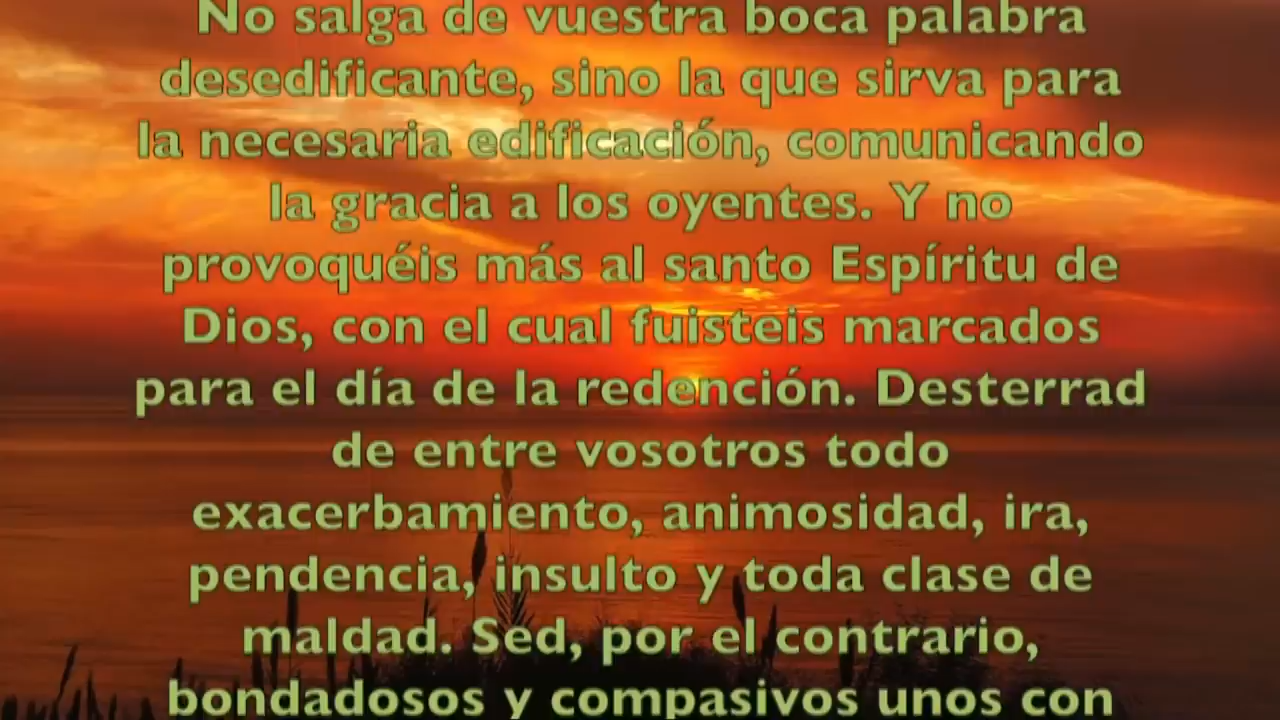 No salga de vuestra boca palabra
desedificante, sino la que sirva para
la necesaria edificación, comunicando
la gracia a los oyentes. Y no
provoquéis más al santo Espíritu de
Dios, con el cual fuisteis marcados
para el día de la redención. Desterrad
de entre vosotros todo
exacerbamiento, animosidad, ira,
pendencia, insulto y toda clase de
maldad. Sed, por el contrario,
bondadosos y compasivos unos con